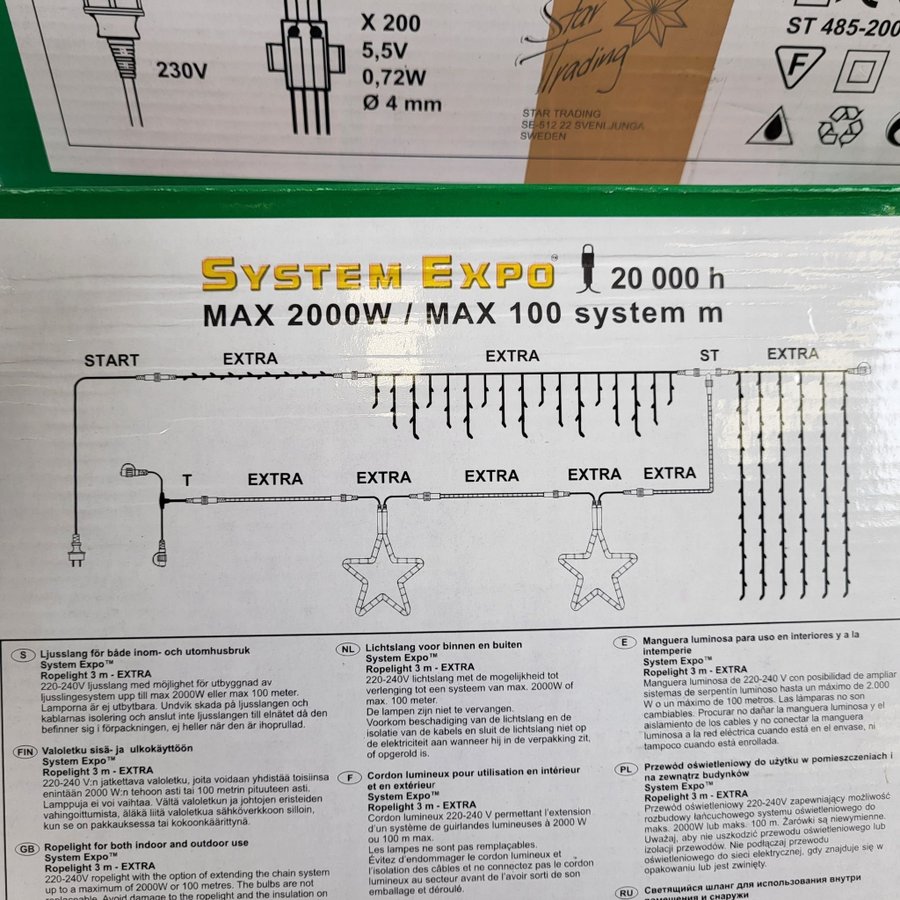 230V
X 200
5,5V
0,72W
Ø 4 mm
Star
Trading
STAR TRADING
SE-512 22 SVENLJUNGA
SWEDEN
ST 485-200
F
SYSTEM EXPO™ 20 000 h
MAX 2000W / MAX 100 system m
START EXTRA EXTRA ST EXTRA
T EXTRA EXTRA EXTRA EXTRA EXTRA
S Ljusslang för både inom- och utomhusbruk
System Expo™
Ropelight 3 m - EXTRA
220-240V ljusslang med möjlighet för utbyggnad av
ljusslingesystem upp till max 2000W eller max 100 meter.
Lamporna är ej utbytbara. Undvik skada på ljusslangen och
kablarnas isolering och anslut inte ljusslangen till elnätet då den
befinner sig i förpackningen, ej heller när den är ihoprullad.
FIN Valoletku sisä- ja ulkokäyttöön
System Expo™
Ropelight 3 m - EXTRA
220-240 V:n jatkettava valoletku, joita voidaan yhdistää toisiinsa
enintään 2000 W:n tehoon asti tai 100 metrin pituuteen asti.
Lamppuja ei voi vaihtaa. Vältä valoletkun ja johtojen eristeiden
vahingoittumista, äläkä liitä valoletkua sähköverkkoon silloin,
kun se on pakkauksessa tai kokoonkäärittynä.
GB Ropelight for both indoor and outdoor use
System Expo™
Ropelight 3 m - EXTRA
220-240V ropelight with the option of extending the chain system
up to a maximum of 2000W or 100 metres. The bulbs are not
replaceable. Avoid damage to the ropelight and the insulation on
NL Lichtslang voor binnen en buiten
System Expo™
Ropelight 3 m - EXTRA
220-240V lichtslang met de mogelijkheid tot
verlenging tot een systeem van max. 2000W of
max. 100 meter.
De lampen zijn niet te vervangen.
Voorkom beschadiging van de lichtslang en de
isolatie van de kabels en sluit de lichtslang niet op
de elektriciteit aan wanneer hij in de verpakking zit,
of opgerold is.
F Cordon lumineux pour utilisation en intérieur
et en extérieur
System Expo™
Ropelight 3 m - EXTRA
Cordon lumineux 220-240 V permettant l'extension
d'un système de guirlandes lumineuses à 2000 W
ou 100 m max.
Les lampes ne sont pas remplaçables.
Évitez d'endommager le cordon lumineux et
l'isolation des câbles et ne connectez pas le cordon
lumineux au secteur avant de l'avoir sorti de son
emballage et déroulé.
E Manguera luminosa para uso en interiores y a la
intemperie
System Expo™
Ropelight 3 m - EXTRA
Manguera luminosa de 220-240 V con posibilidad de ampliar
sistemas de serpentín luminoso hasta un máximo de 2.000
W o un máximo de 100 metros. Las lámparas no son
cambiables. Procurar no dañar la manguera luminosa y el
aislamiento de los cables y no conectar la manguera
luminosa a la red eléctrica cuando está en el envase, ni
tampoco cuando está enrollada.
PL Przewód oświetleniowy do użytku w pomieszczeniach i
na zewnątrz budynków
System Expo™
Ropelight 3 m - EXTRA
Przewód oświetleniowy 220-240V zapewniający możliwość
rozbudowy łańcuchowego systemu oświetleniowego do
maks. 2000W lub maks. 100 m. Żarówki są niewymienne.
Uważaj, aby nie uszkodzić przewodu oświetleniowego lub
izolacji przewodów. Nie podłączaj przewodu
oświetleniowego do sieci elektrycznej, gdy znajduje się w
opakowaniu lub jest zwinięty.
RU Светящийся шланг для использования внутри
помещения и снаружи